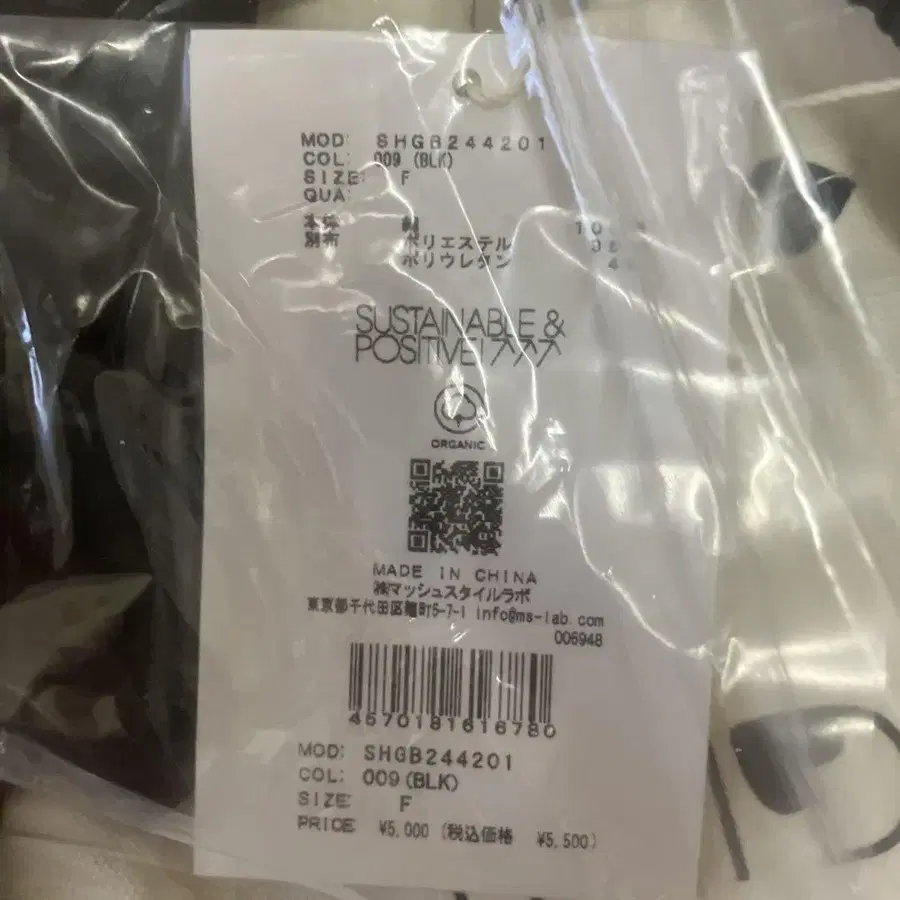 MOD: SHGB244201
COL: 009 (BLK)
SIZE: F
QUA:
本体 綿
別布 ポリエステル
ポリウレタン
SUSTAINABLE &
POSITIVE! ↗↗↗
ORGANIC
MADE IN CHINA
㈱マッシュスタイルラボ
東京都千代田区麹町5-7-1 info@ms-lab.com
006948
4570181616780
MOD: SHGB244201
COL: 009 (BLK)
SIZE: F
PRICE ¥5,000 (税込価格 ¥5,500)